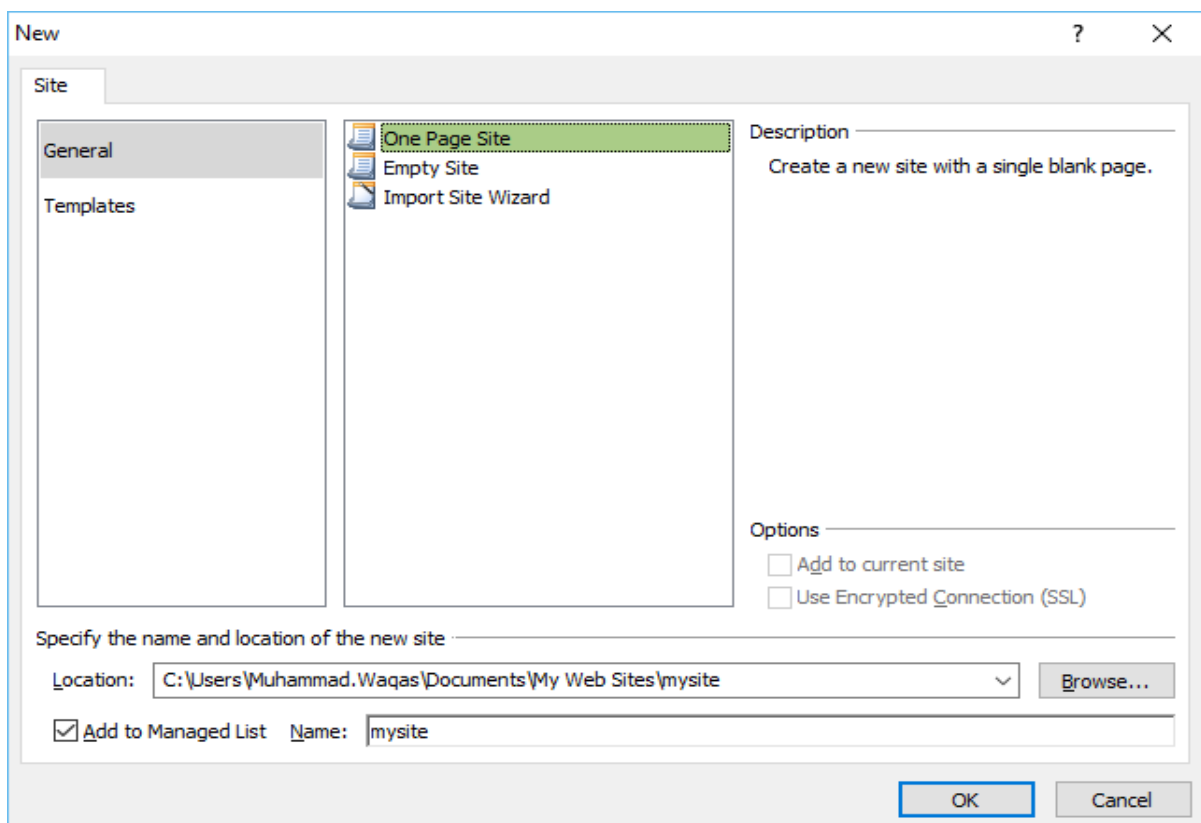 New
?
Site
General
Templates
One Page Site
Empty Site
Import Site Wizard
Description
Create a new site with a single blank page.
Options
Add to current site
Use Encrypted Connection (SSL)
Specify the name and location of the new site
Location: C:\Users\Muhammad.Waqas\Documents\My Web Sites\mysite Browse...
Add to Managed List Name: mysite
OK Cancel